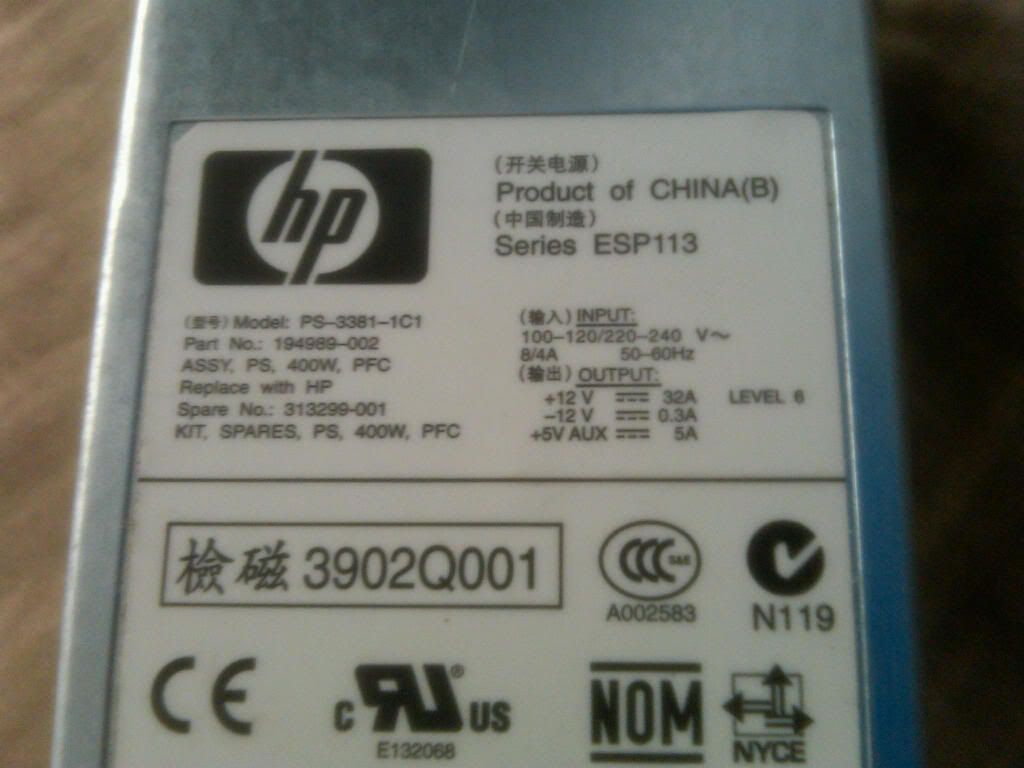 hp
(开关电源)
Product of CHINA(B)
(中国制造)
Series ESP113
(型号) Model: PS-3381-1C1
Part No.: 194989-002
ASSY, PS, 400W, PFC
Replace with HP
Spare No.: 313299-001
KIT, SPARES, PS, 400W, PFC
(输入) INPUT:
100-120/220-240 V~
8/4A 50-60Hz
(输出) OUTPUT:
+12 V ⎓ 32A LEVEL 6
-12 V ⎓ 0.3A
+5V AUX ⎓ 5A
檢磁 3902Q001
CCC S&E
A002583
N119
CE
C RU® US
E132068
NOM
NYCE